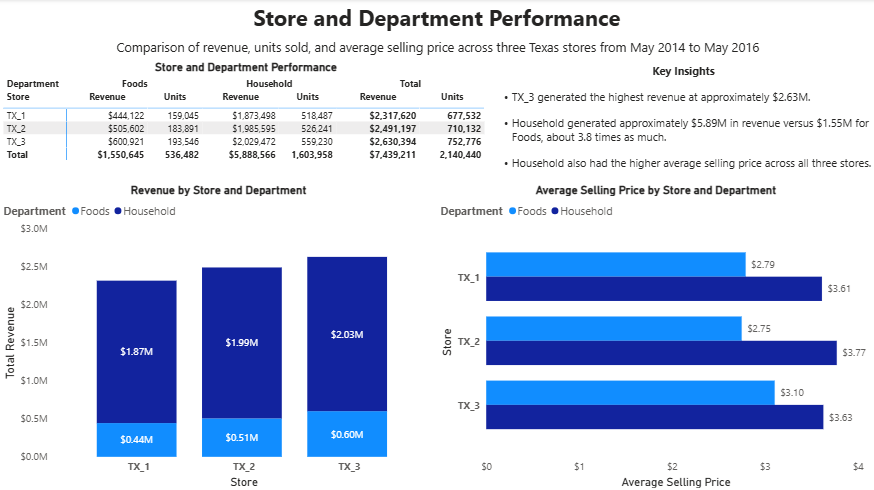 Store and Department Performance
Comparison of revenue, units sold, and average selling price across three Texas stores from May 2014 to May 2016
Store and Department Performance
Department Foods Household Total
Store Revenue Units Revenue Units Revenue Units
TX_1 $444,122 159,045 $1,873,498 518,487 $2,317,620 677,532
TX_2 $505,602 183,891 $1,985,595 526,241 $2,491,197 710,132
TX_3 $600,921 193,546 $2,029,472 559,230 $2,630,394 752,776
Total $1,550,645 536,482 $5,888,566 1,603,958 $7,439,211 2,140,440
Key Insights
• TX_3 generated the highest revenue at approximately $2.63M.
• Household generated approximately $5.89M in revenue versus $1.55M for
Foods, about 3.8 times as much.
• Household also had the higher average selling price across all three stores.
Revenue by Store and Department
Department Foods Household
Total Revenue
$3.0M
$2.5M
$2.0M
$1.5M
$1.0M
$0.5M
$0.0M
$1.87M
$1.99M
$2.03M
$0.44M
$0.51M
$0.60M
TX_1 TX_2 TX_3
Store
Average Selling Price by Store and Department
Department Foods Household
Store
TX_1
$2.79
$3.61
TX_2
$2.75
$3.77
TX_3
$3.10
$3.63
$0 $1 $2 $3 $4
Average Selling Price